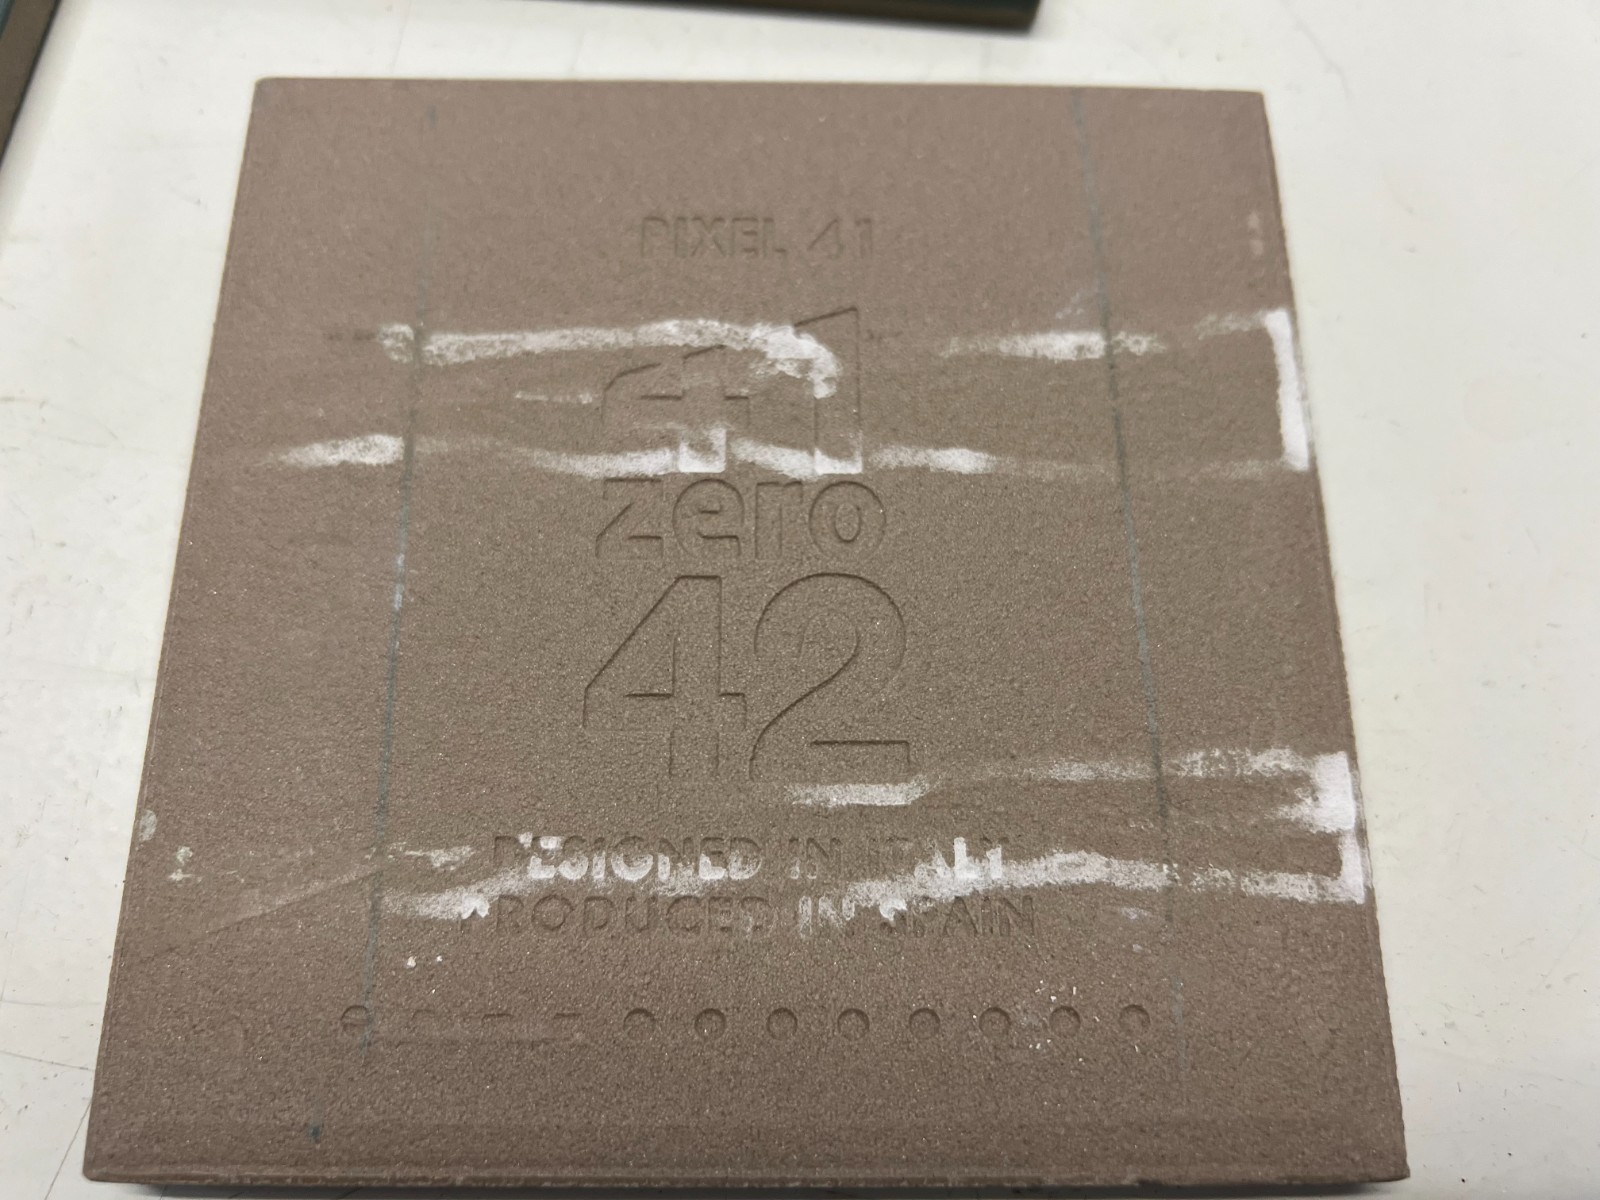 PIXEL 41
41
zero
42
DESIGNED IN ITALY
PRODUCED IN SPAIN